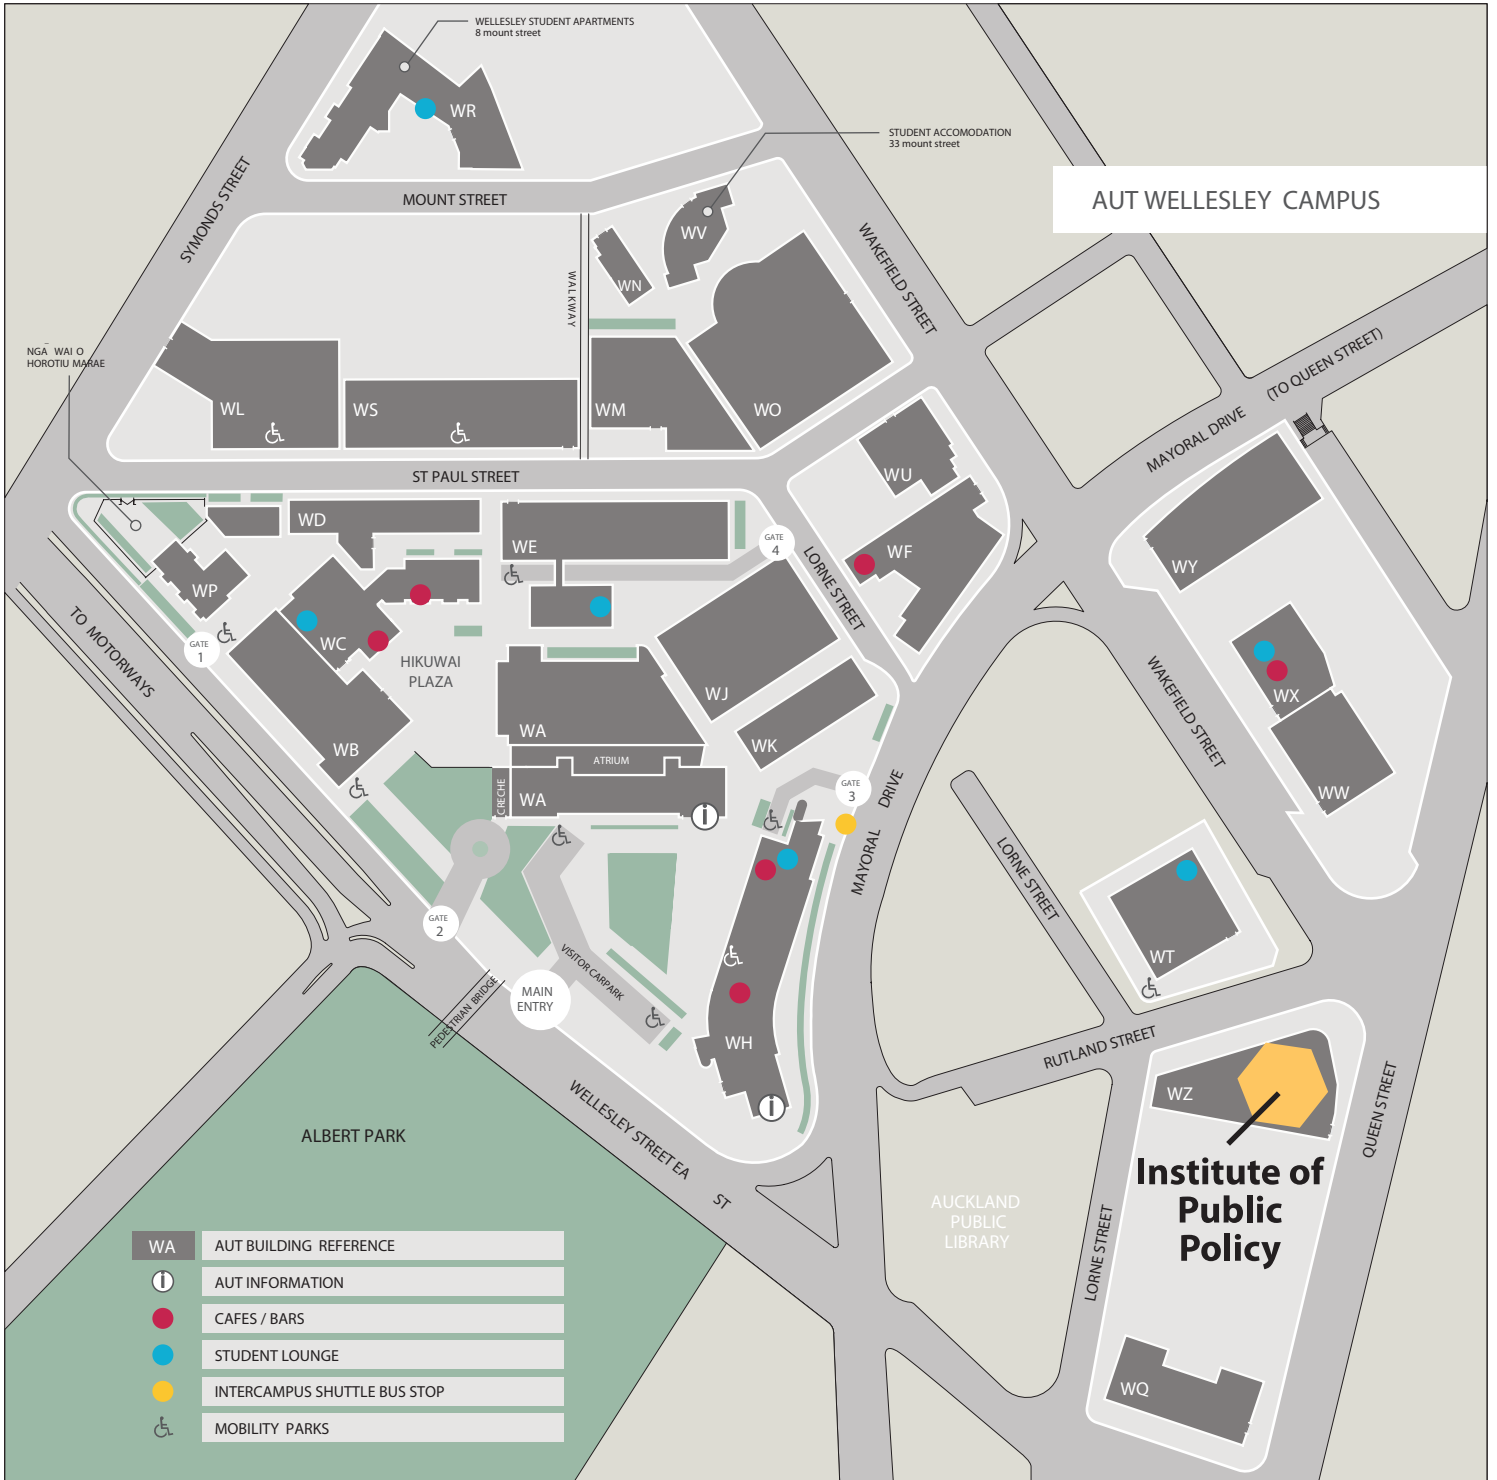 WELLESLEY STUDENT APARTMENTS
8 mount street
WR
STUDENT ACCOMODATION
33 mount street
AUT WELLESLEY CAMPUS
SYMONDS STREET
MOUNT STREET
WV
WAKEFIELD STREET
WN
WALKWAY
NGĀ WAI O
HOROTIU MARAE
(TO QUEEN STREET)
MAYORAL DRIVE
WL
WS
WM
WO
ST PAUL STREET
WU
WD
WE
GATE
4
WF
LORNE STREET
WY
WP
TO MOTORWAYS
GATE
1
WC
HIKUWAI
PLAZA
WJ
WAKEFIELD STREET
WX
WA
WB
WK
ATRIUM
CRECHE
WA
GATE
3
WW
i
MAYORAL DRIVE
LORNE STREET
GATE
2
WT
VISITOR CARPARK
MAIN
ENTRY
PEDESTRIAN BRIDGE
WH
RUTLAND STREET
WZ
QUEEN STREET
i
WELLESLEY STREET EA
ST
ALBERT PARK
Institute of
Public
Policy
AUCKLAND
PUBLIC
LIBRARY
LORNE STREET
WQ
WA AUT BUILDING REFERENCE
i AUT INFORMATION
CAFES / BARS
STUDENT LOUNGE
INTERCAMPUS SHUTTLE BUS STOP
MOBILITY PARKS